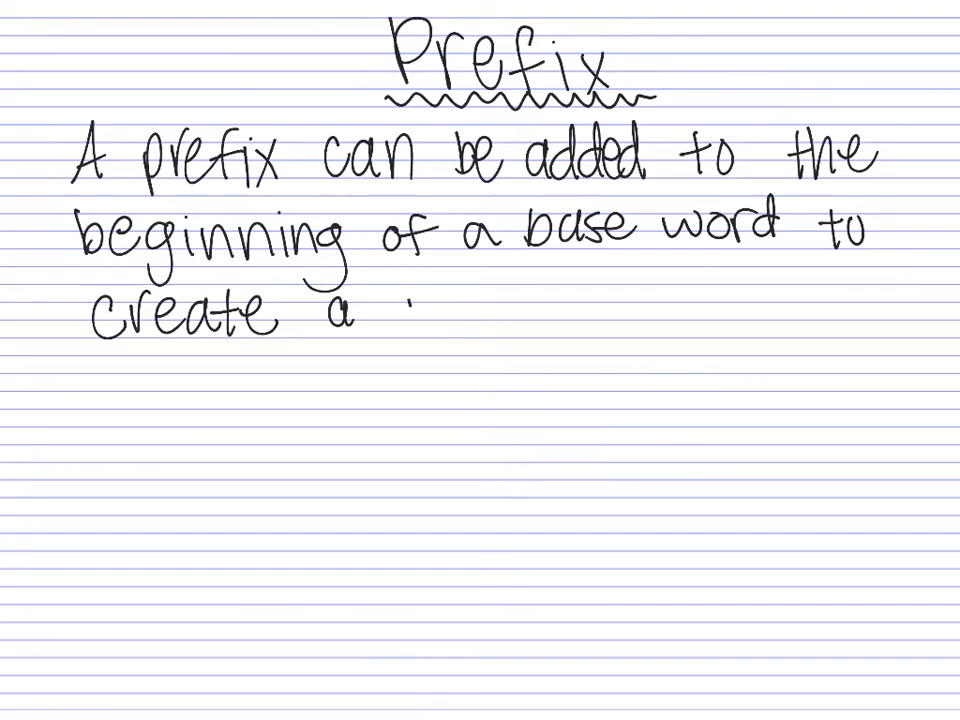 Prefix
A prefix can be added to the
beginning of a base word to
create a